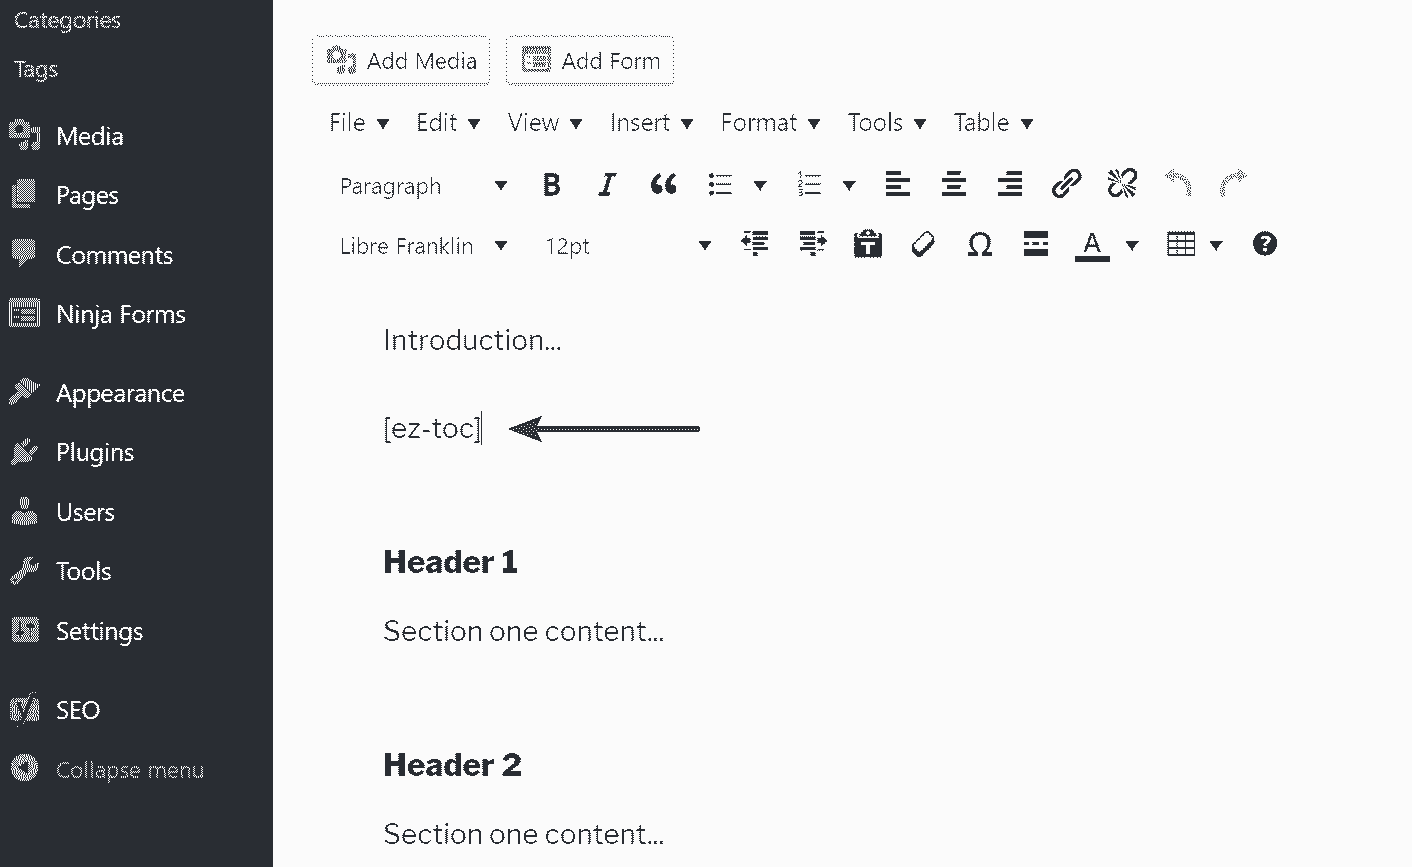 Categories
Tags
Media
Pages
Comments
Ninja Forms
Appearance
Plugins
Users
Tools
Settings
SEO
Collapse menu
Add Media Add Form
File Edit View Insert Format Tools Table
Paragraph B I
Libre Franklin 12pt T Ω A ?
Introduction...
[ez-toc]
Header 1
Section one content...
Header 2
Section one content...